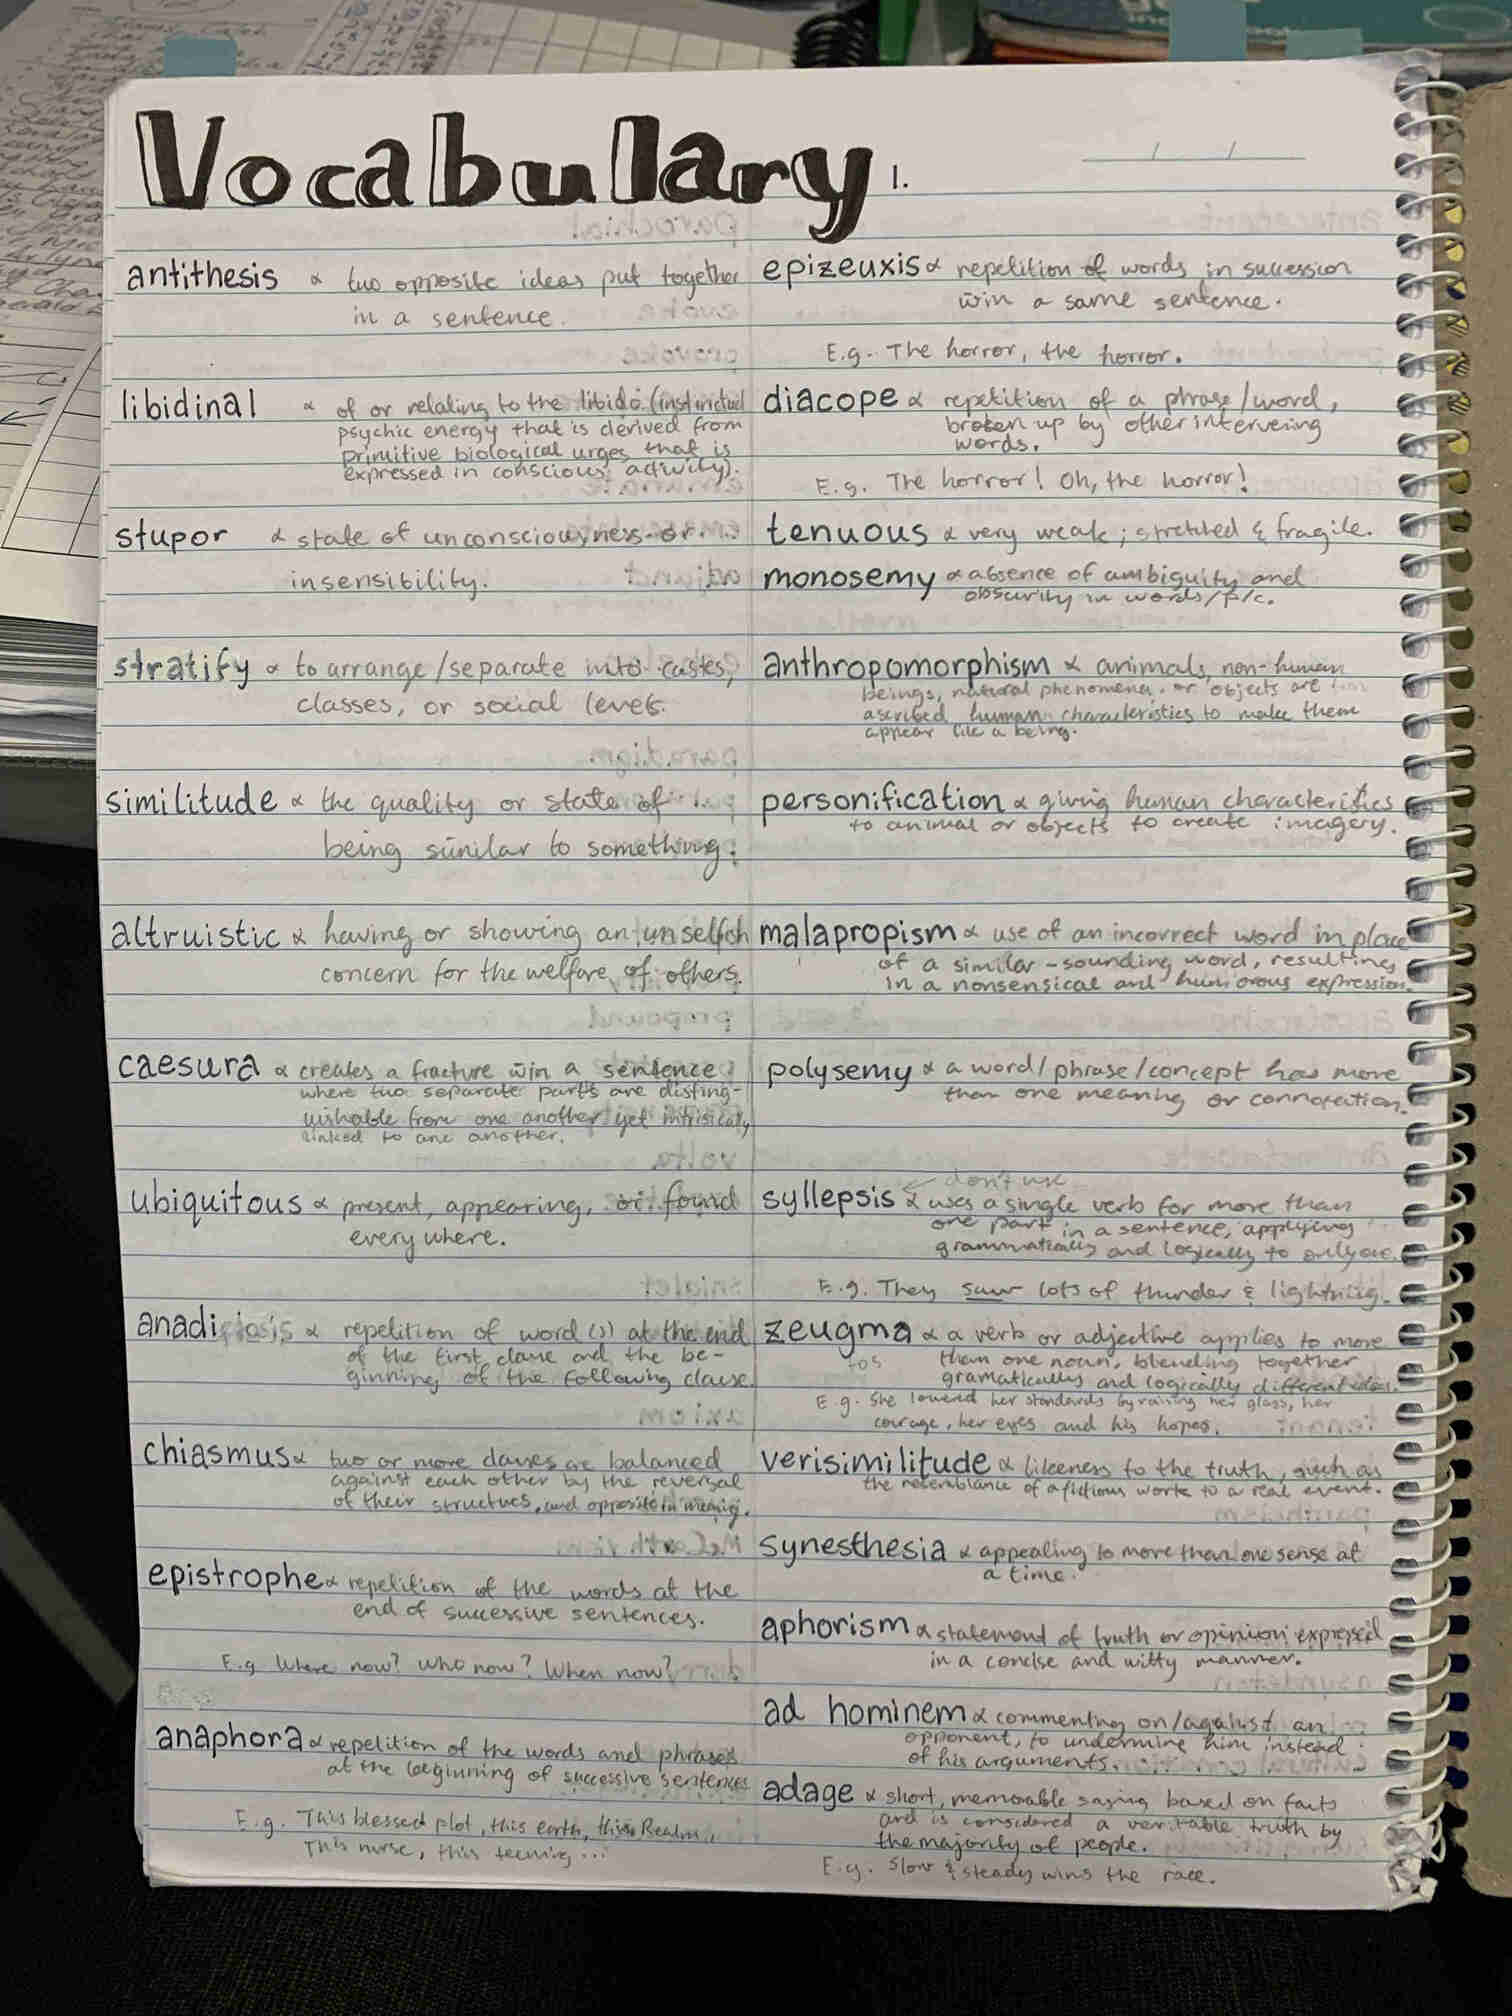 Vocabulary 1.
antithesis ∝ two opposite ideas put together
in a sentence.
libidinal ∝ of or relating to the libido (instinctual
psychic energy that is derived from
primitive biological urges that is
expressed in conscious activity).
stupor ∝ state of unconsciousness or
insensibility.
stratify ∝ to arrange/separate into castes,
classes, or social levels.
similitude ∝ the quality or state of
being similar to something.
altruistic ∝ having or showing an unselfish
concern for the welfare of others.
caesura ∝ creates a fracture w̄in a sentence
where two separate parts are disting-
uishable from one another yet intrisically
linked to one another.
ubiquitous ∝ present, appearing, or found
everywhere.
anadiplosis ∝ repetition of word(s) at the end
of the first clause and the be-
ginning of the following clause.
chiasmus ∝ two or more clauses are balanced
against each other by the reversal
of their structues, and opposite in meaning.
epistrophe ∝ repetition of the words at the
end of successive sentences.
E.g Where now? Who now? When now?
anaphora ∝ repetition of the words and phrases
at the beginning of successive sentences
E.g. This blessed plot, this earth, this Realm,
This nurse, this teeming...
epizeuxis ∝ repetition of words in succession
w̄in a same sentence.
E.g. The horror, the horror.
diacope ∝ repetition of a phrase/word,
broken up by other intervening
words.
E.g. The horror! Oh, the horror!
tenuous ∝ very weak; stretched & fragile.
monosemy ∝ absence of ambiguity and
obscurity in words/p/c.
anthropomorphism ∝ animals, non-human
beings, natural phenomena, or objects are
ascribed human characteristics to make them
appear like a being.
personification ∝ giving human characteristics
to animal or objects to create imagery.
malapropism ∝ use of an incorrect word in place
of a similar-sounding word, resulting
in a nonsensical and humorous expression.
polysemy ∝ a word/phrase/concept has more
than one meaning or connotation.
don't use
syllepsis ∝ uses a single verb for more than
one part in a sentence, applying
grammatically and logically to only one.
E.g. They saw lots of thunder & lightning.
zeugma ∝ a verb or adjective applies to more
than one noun, blending together
gramatically and logically different ideas.
E.g. She lowered her standards by raising her glass, her
courage, her eyes and his hopes.
verisimilitude ∝ likeness to the truth, such as
the resemblance of a fictious work to a real event.
synesthesia ∝ appealing to more than one sense at
a time.
aphorism ∝ statement of truth or opinion expressed
in a concise and witty manner.
ad hominem ∝ commenting on/against an
opponent, to undermine him instead
of his arguments.
adage ∝ short, memorable saying based on facts
and is considered a veritable truth by
the majority of people.
E.g. Slow & steady wins the race.